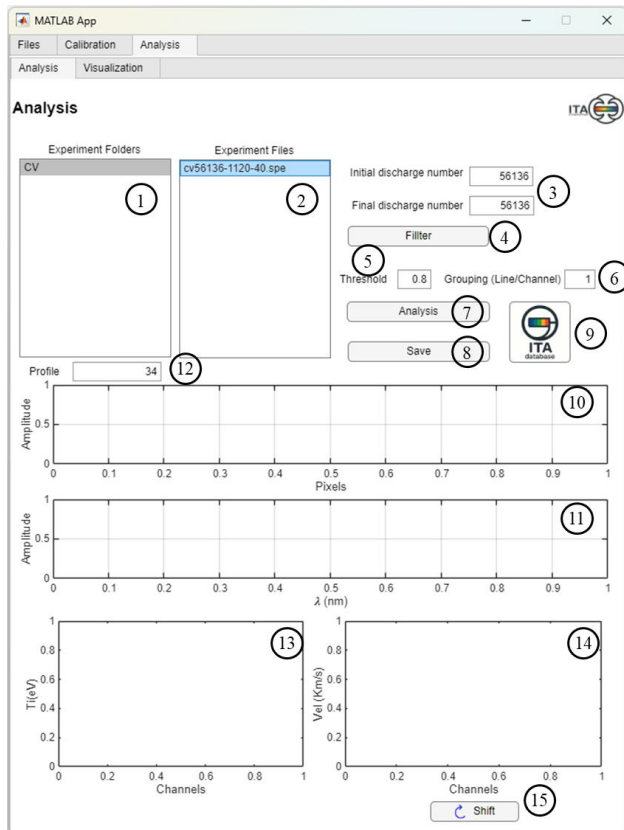 MATLAB App
Files Calibration Analysis
Analysis Visualization
Analysis
ITA
Experiment Folders Experiment Files
CV
cv56136-1120-40.spe
1
2
Initial discharge number 56136
3
Final discharge number 56136
Fillter 4
5
Threshold 0.8 Grouping (Line/Channel) 1 6
Analysis 7
Save 8
ITA
database
9
Profile 34 12
10
Amplitude
1
0.5
0
0 0.1 0.2 0.3 0.4 0.5 0.6 0.7 0.8 0.9 1
Pixels
11
Amplitude
1
0.5
0
0 0.1 0.2 0.3 0.4 0.5 0.6 0.7 0.8 0.9 1
λ (nm)
13
Ti(eV)
1
0.8
0.6
0.4
0.2
0
0 0.2 0.4 0.6 0.8 1
Channels
14
Vel (Km/s)
1
0.8
0.6
0.4
0.2
0
0 0.2 0.4 0.6 0.8 1
Channels
Shift 15